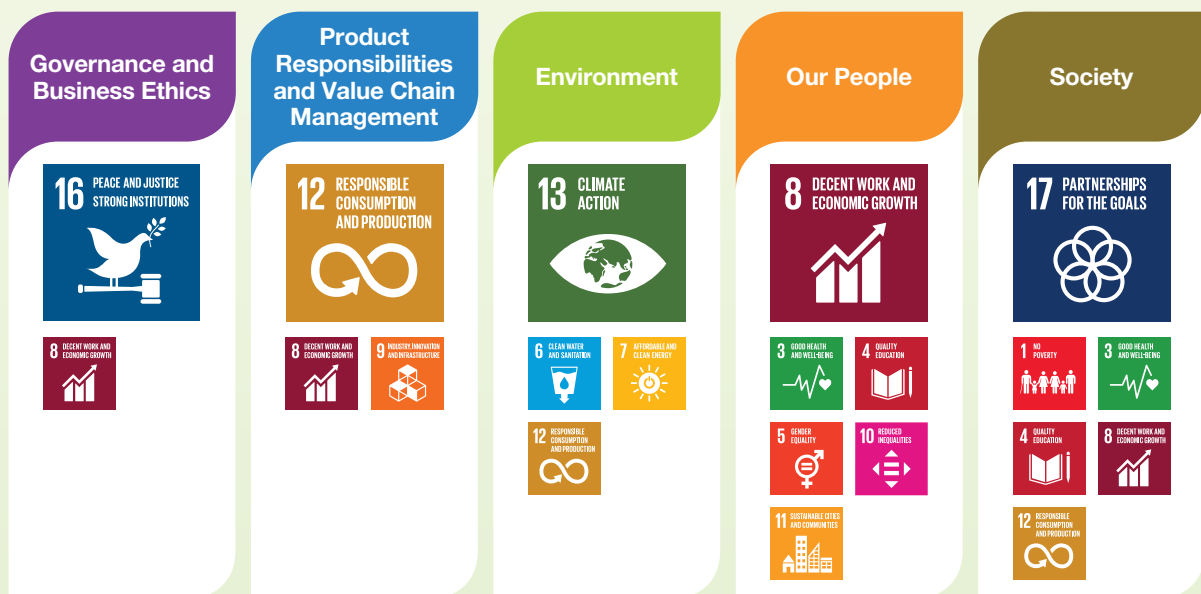 Governance and
Business Ethics
16 PEACE AND JUSTICE
STRONG INSTITUTIONS
8 DECENT WORK AND
ECONOMIC GROWTH
Product
Responsibilities
and Value Chain
Management
12 RESPONSIBLE
CONSUMPTION
AND PRODUCTION
8 DECENT WORK AND
ECONOMIC GROWTH
9 INDUSTRY, INNOVATION
AND INFRASTRUCTURE
Environment
13 CLIMATE
ACTION
6 CLEAN WATER
AND SANITATION
7 AFFORDABLE AND
CLEAN ENERGY
12 RESPONSIBLE
CONSUMPTION
AND PRODUCTION
Our People
8 DECENT WORK AND
ECONOMIC GROWTH
3 GOOD HEALTH
AND WELL-BEING
4 QUALITY
EDUCATION
5 GENDER
EQUALITY
10 REDUCED
INEQUALITIES
11 SUSTAINABLE CITIES
AND COMMUNITIES
Society
17 PARTNERSHIPS
FOR THE GOALS
1 NO
POVERTY
3 GOOD HEALTH
AND WELL-BEING
4 QUALITY
EDUCATION
8 DECENT WORK AND
ECONOMIC GROWTH
12 RESPONSIBLE
CONSUMPTION
AND PRODUCTION